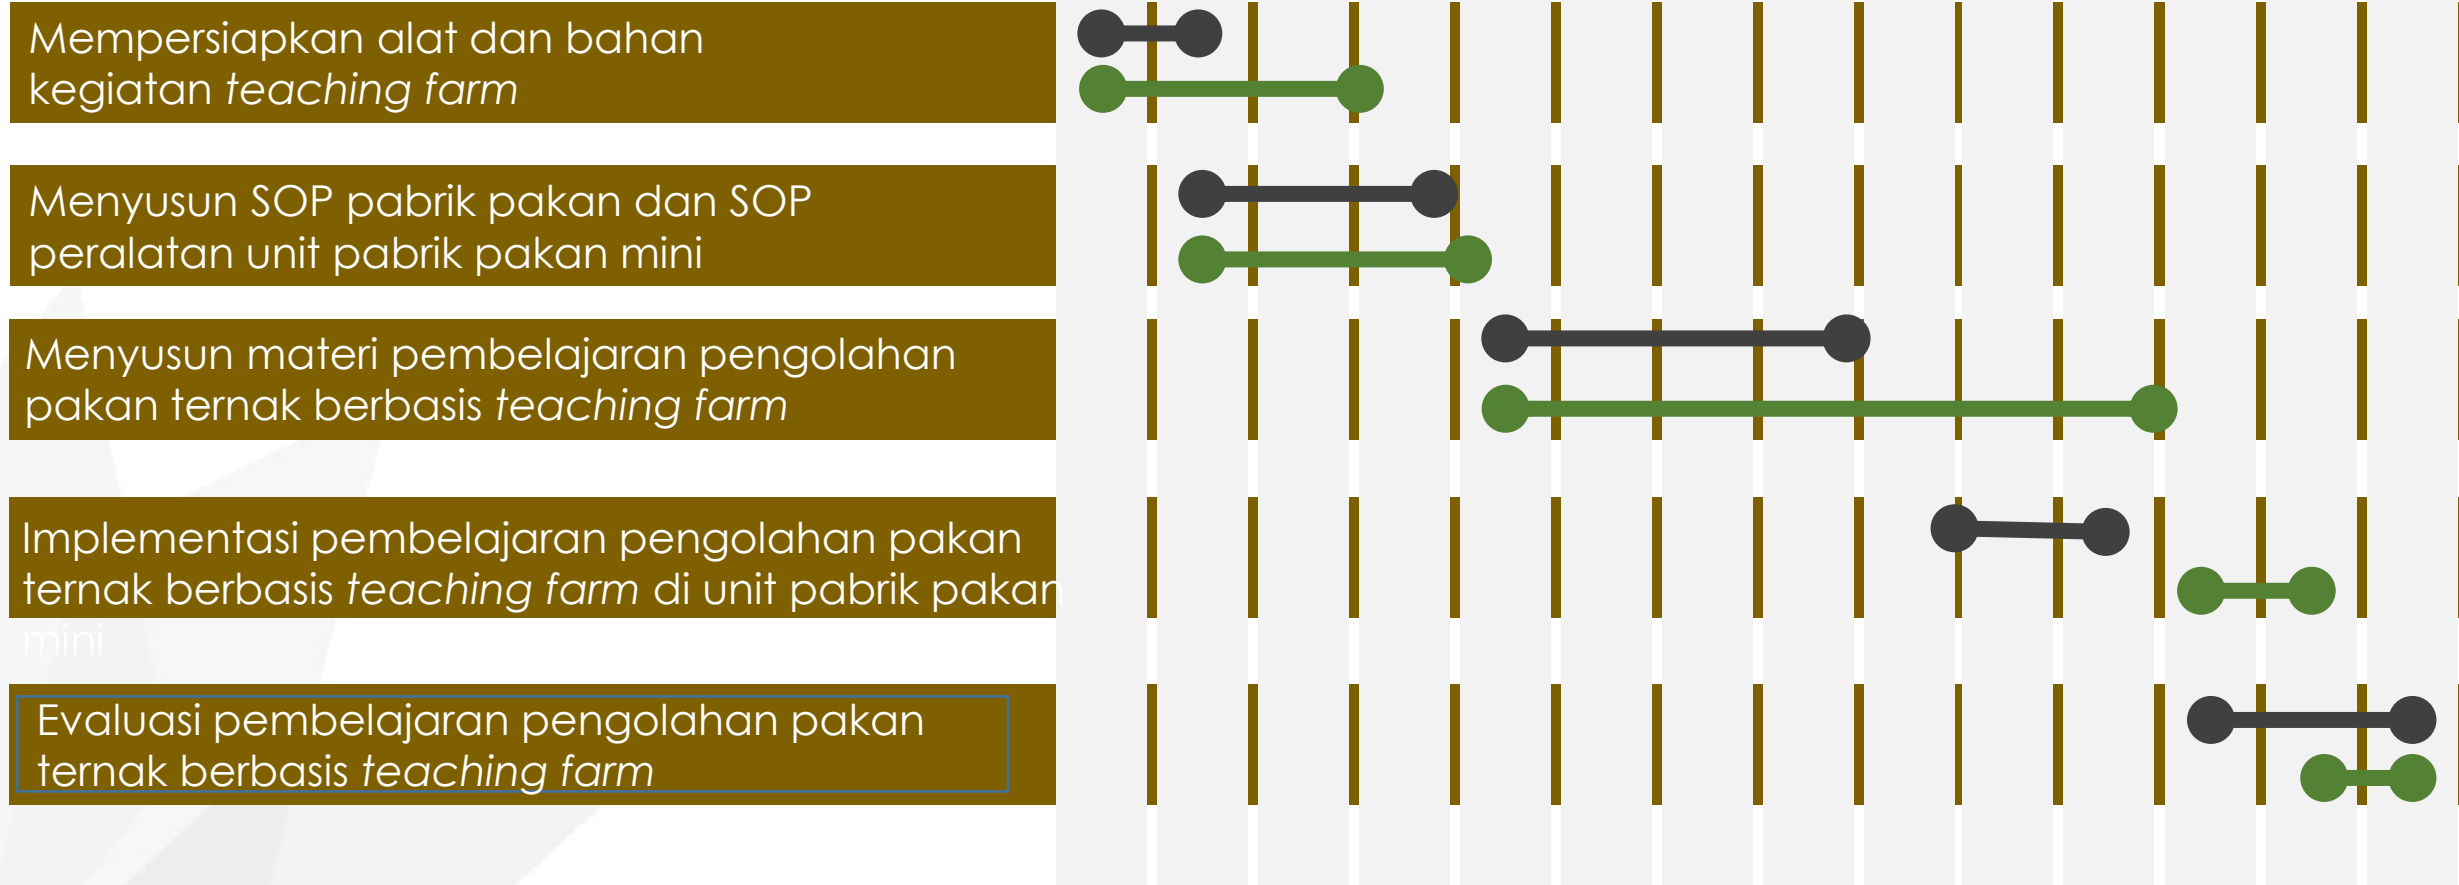 Mempersiapkan alat dan bahan
kegiatan teaching farm
Menyusun SOP pabrik pakan dan SOP
peralatan unit pabrik pakan mini
Menyusun materi pembelajaran pengolahan
pakan ternak berbasis teaching farm
Implementasi pembelajaran pengolahan pakan
ternak berbasis teaching farm di unit pabrik pakan
mini
Evaluasi pembelajaran pengolahan pakan
ternak berbasis teaching farm